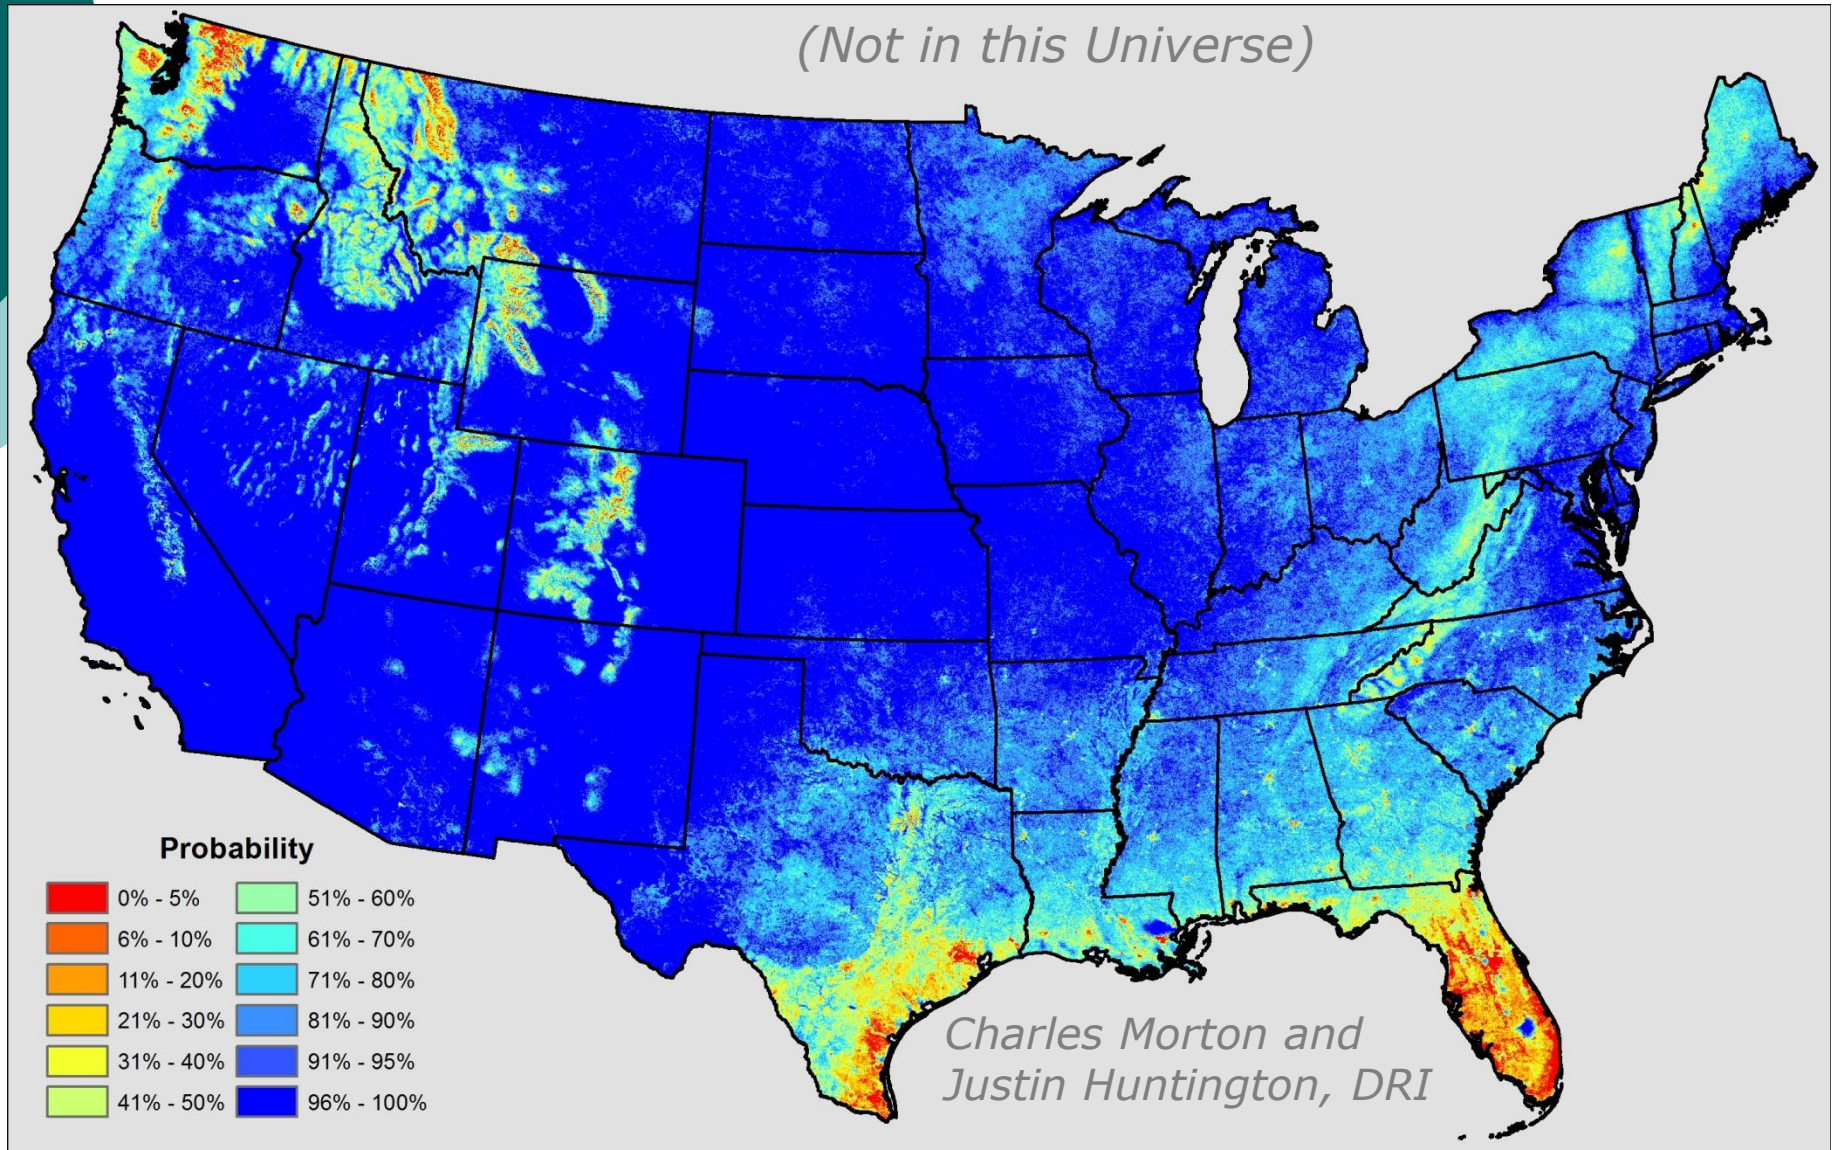 (Not in this Universe)
Probability
0% - 5%
6% - 10%
11% - 20%
21% - 30%
31% - 40%
41% - 50%
51% - 60%
61% - 70%
71% - 80%
81% - 90%
91% - 95%
96% - 100%
Charles Morton and
Justin Huntington, DRI